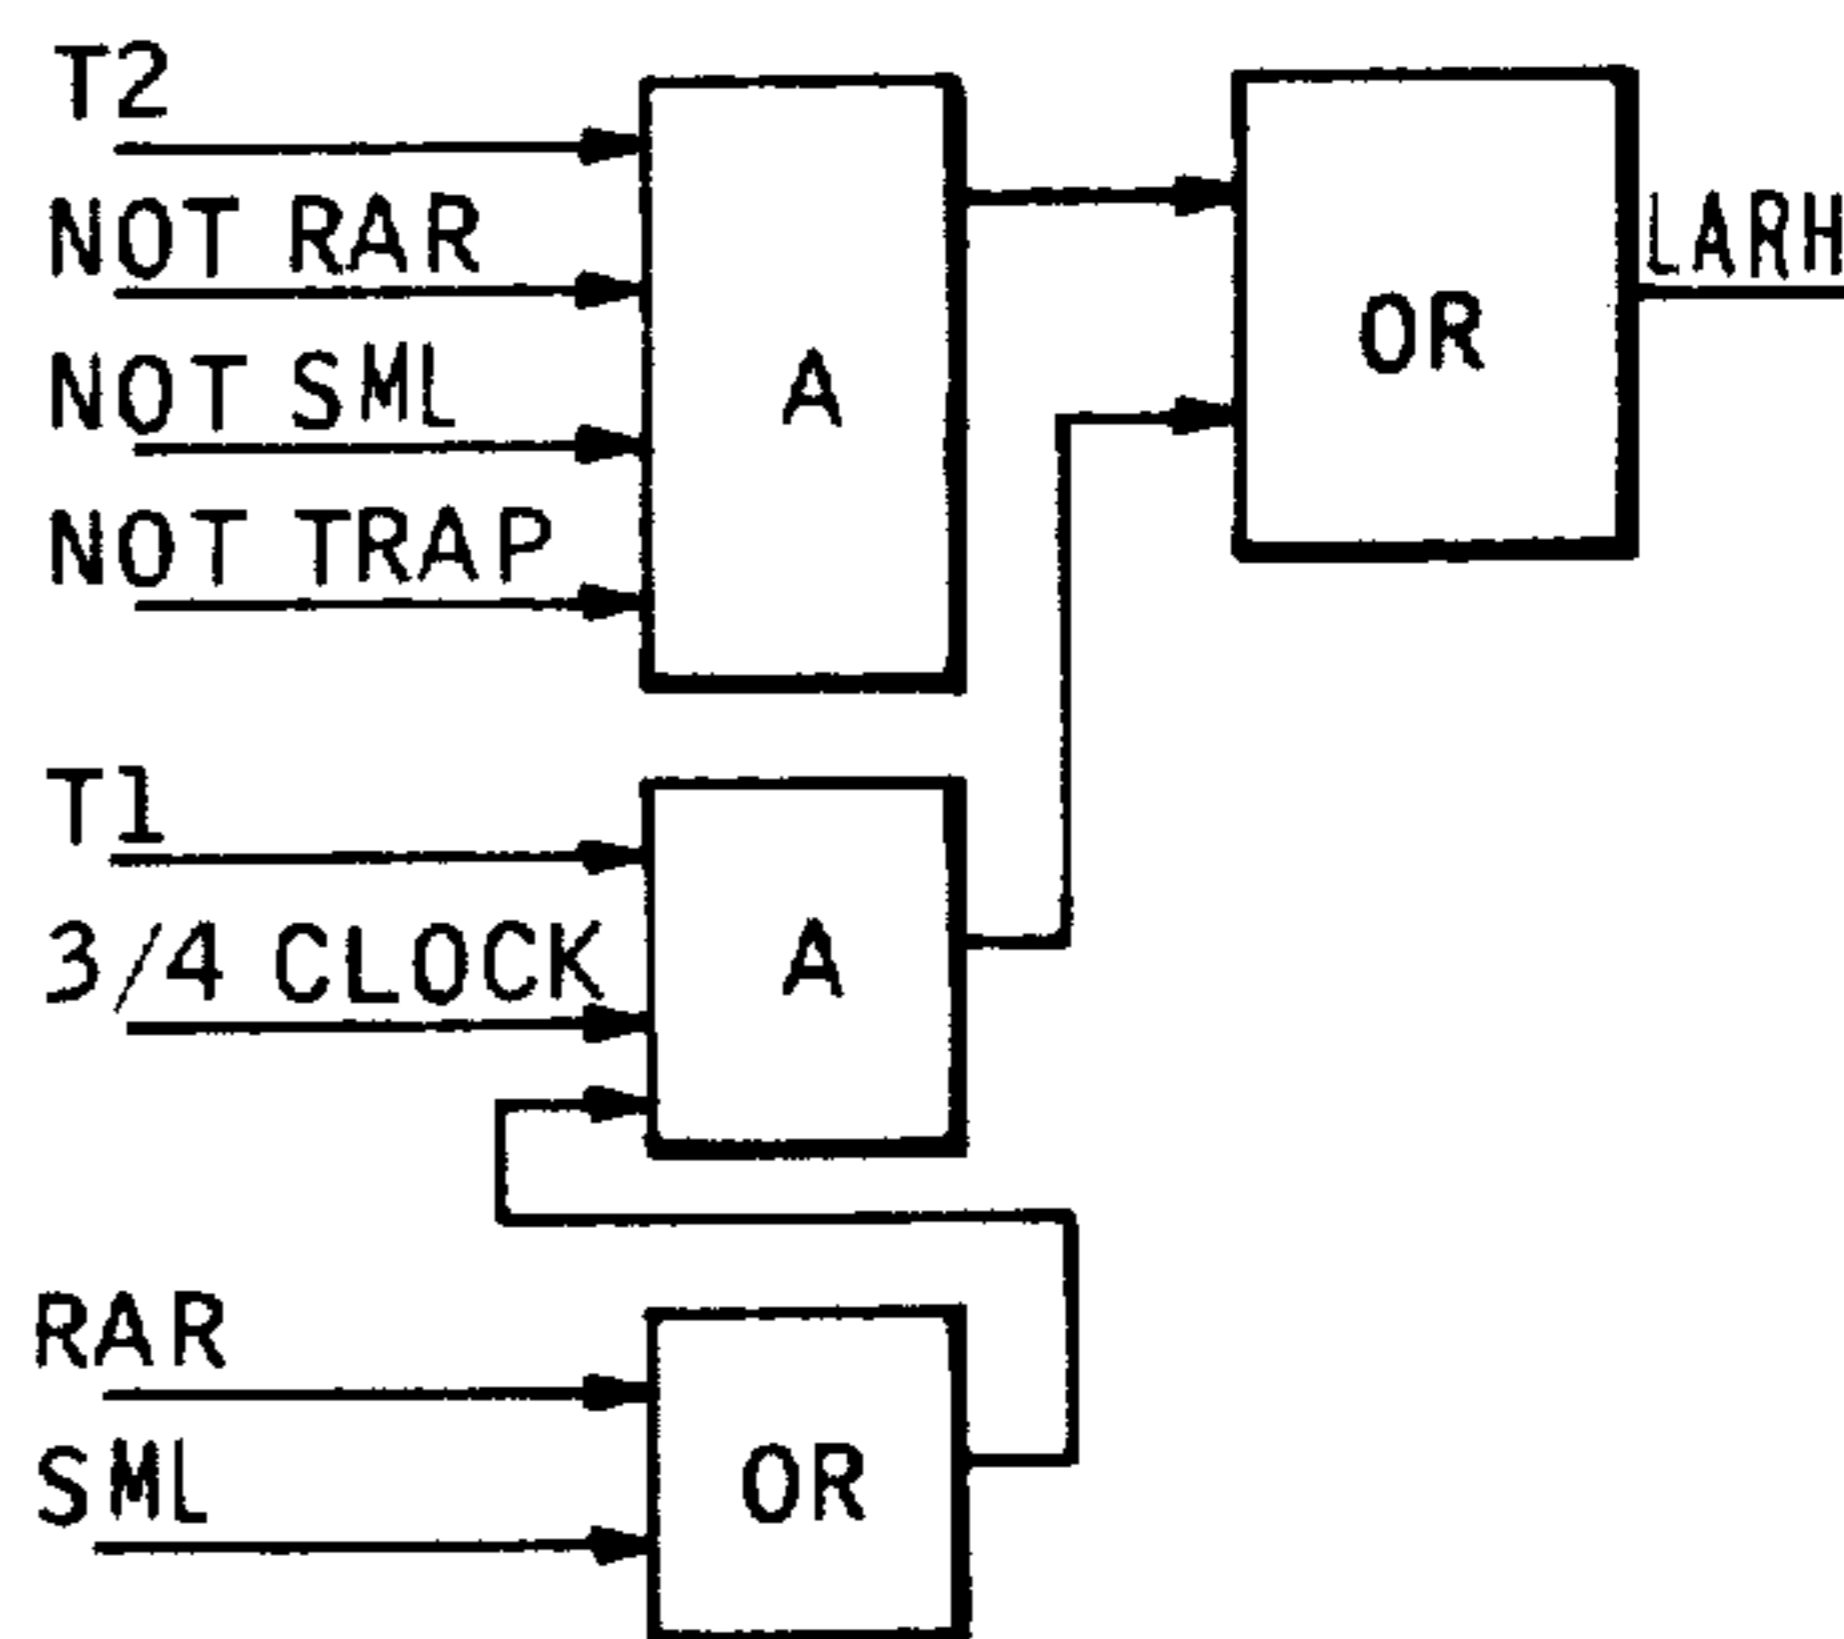 T2
NOT RAR
NOT SML
NOT TRAP
A
OR
LARH
T1
3/4 CLOCK
A
RAR
SML
OR